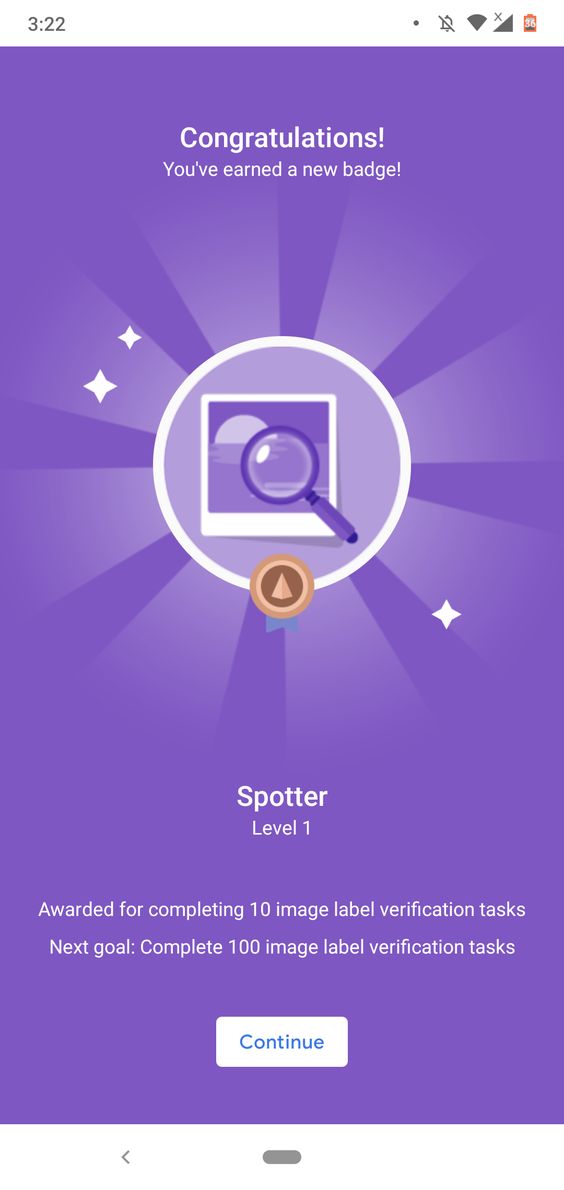 3:22
x
36
Congratulations!
You've earned a new badge!
Spotter
Level 1
Awarded for completing 10 image label verification tasks
Next goal: Complete 100 image label verification tasks
Continue